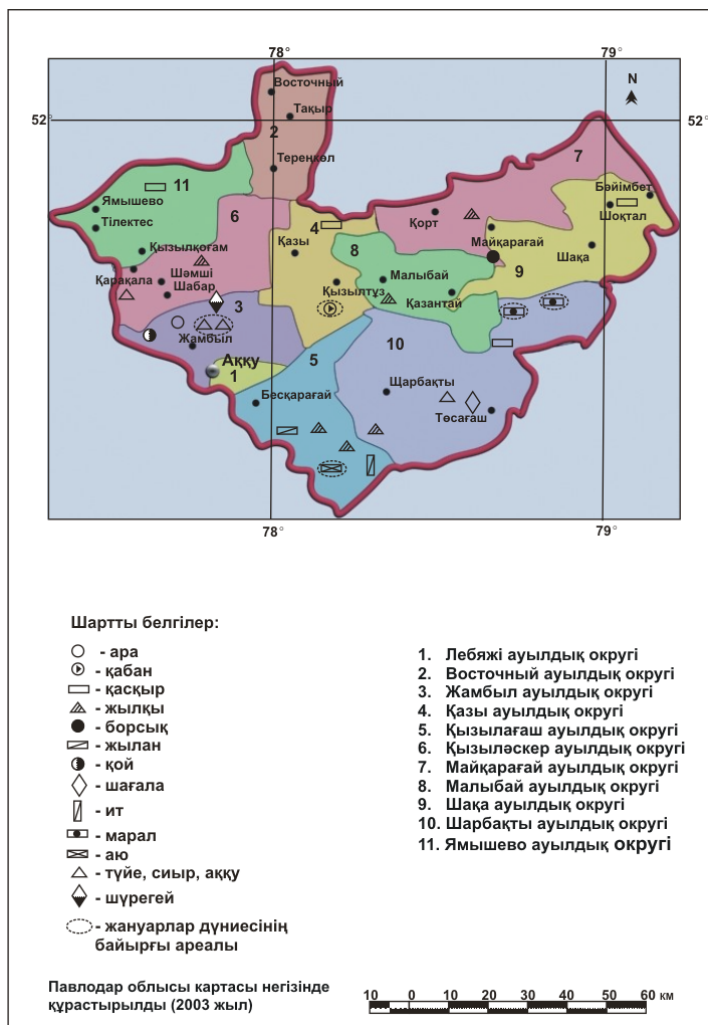 78°
79°
N
52°
52°
Восточный
Тақыр
2
Тереңкөл
7
11
Ямышево
Тілектес
6
4
Бәйімбет
Шоқтал
Қорт
Қазы
8
Майқарағай
Шақа
9
Қызылқоғам
Қарақала
Шәмші
Шабар
Малыбай
Қызылтұз
Қазантай
3
Жамбыл
Аққу
1
5
10
Бесқарағай
Щарбақты
Төсағаш
78°
79°
Шартты белгілер:
- ара
- қабан
- қасқыр
- жылқы
- борсық
- жылан
- қой
- шағала
- ит
- марал
- аю
- түйе, сиыр, аққу
- шүрегей
- жануарлар дүниесінің
байырғы ареалы
1. Лебяжі ауылдық округі
2. Восточный ауылдық округі
3. Жамбыл ауылдық округі
4. Қазы ауылдық округі
5. Қызылағаш ауылдық округі
6. Қызыләскер ауылдық округі
7. Майқарағай ауылдық округі
8. Малыбай ауылдық округі
9. Шақа ауылдық округі
10. Шарбақты ауылдық округі
11. Ямышево ауылдық округі
Павлодар облысы картасы негізінде
құрастырылды (2003 жыл)
10 0 10 20 30 40 50 60 км